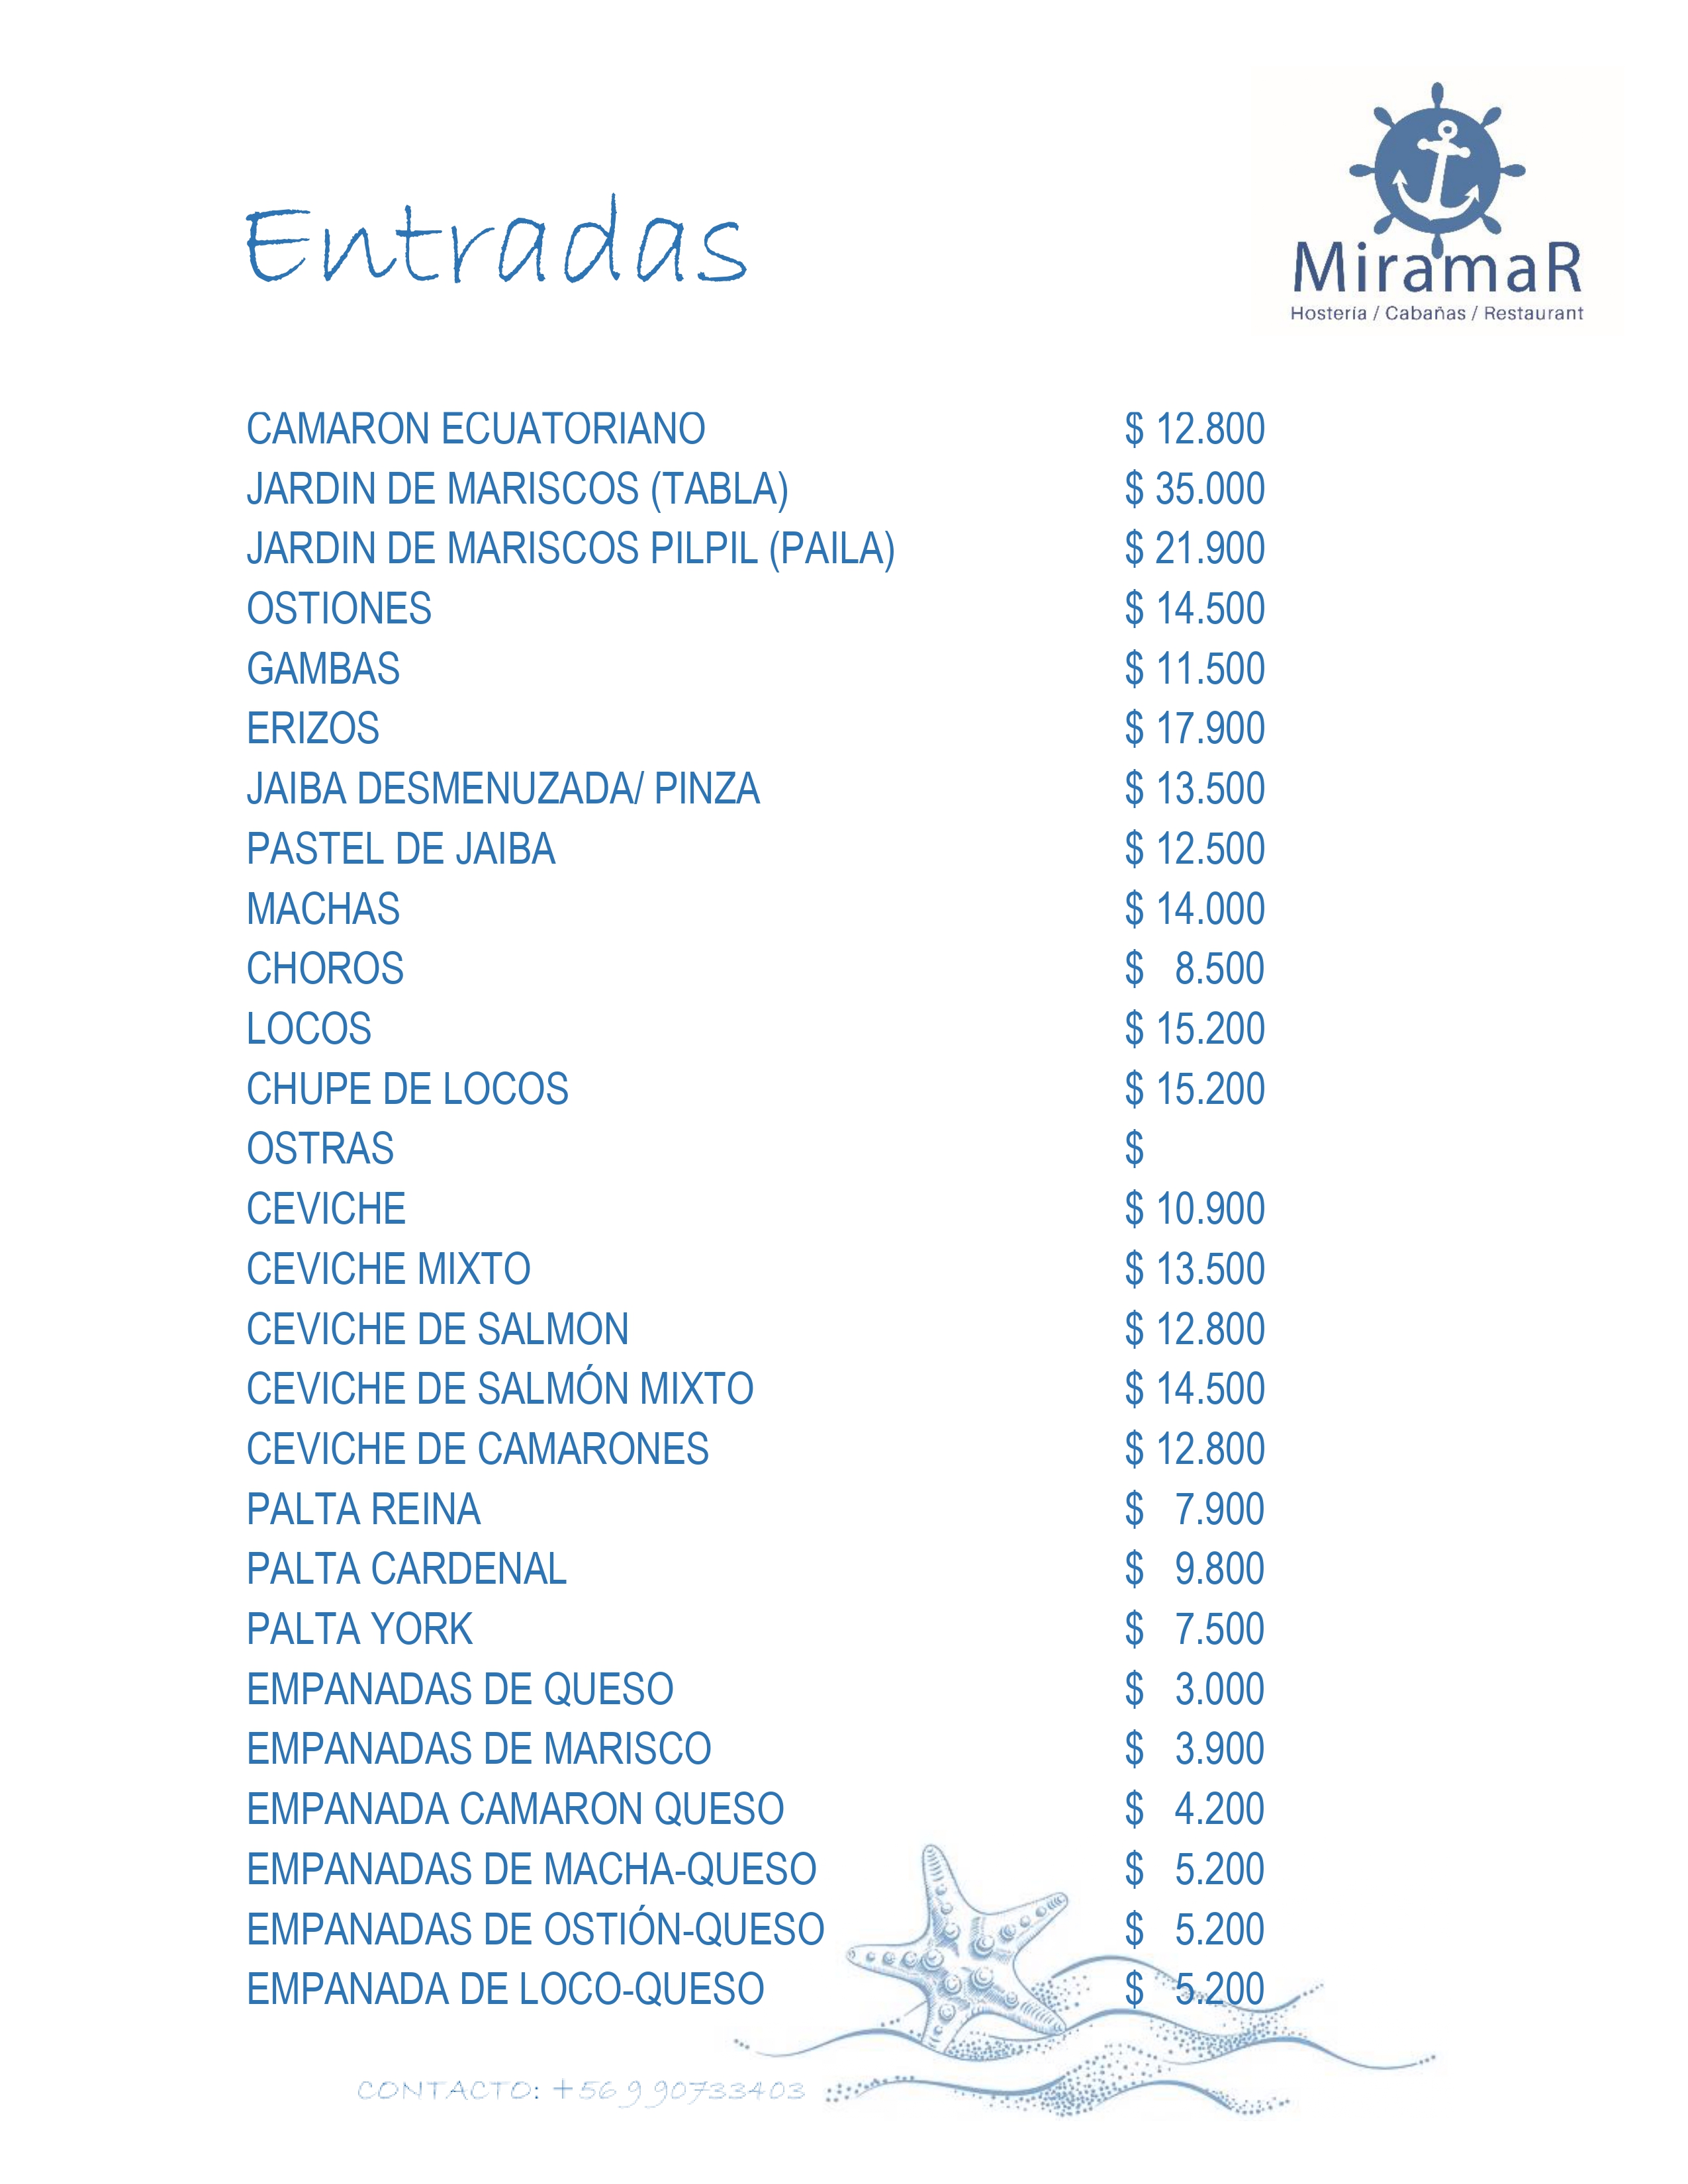 Entradas
MiramaR
Hostería / Cabañas / Restaurant
CAMARON ECUATORIANO $ 12.800
JARDIN DE MARISCOS (TABLA) $ 35.000
JARDIN DE MARISCOS PILPIL (PAILA) $ 21.900
OSTIONES $ 14.500
GAMBAS $ 11.500
ERIZOS $ 17.900
JAIBA DESMENUZADA/ PINZA $ 13.500
PASTEL DE JAIBA $ 12.500
MACHAS $ 14.000
CHOROS $ 8.500
LOCOS $ 15.200
CHUPE DE LOCOS $ 15.200
OSTRAS $
CEVICHE $ 10.900
CEVICHE MIXTO $ 13.500
CEVICHE DE SALMON $ 12.800
CEVICHE DE SALMÓN MIXTO $ 14.500
CEVICHE DE CAMARONES $ 12.800
PALTA REINA $ 7.900
PALTA CARDENAL $ 9.800
PALTA YORK $ 7.500
EMPANADAS DE QUESO $ 3.000
EMPANADAS DE MARISCO $ 3.900
EMPANADA CAMARON QUESO $ 4.200
EMPANADAS DE MACHA-QUESO $ 5.200
EMPANADAS DE OSTIÓN-QUESO $ 5.200
EMPANADA DE LOCO-QUESO $ 5.200
CONTACTO: +56 9 90733403